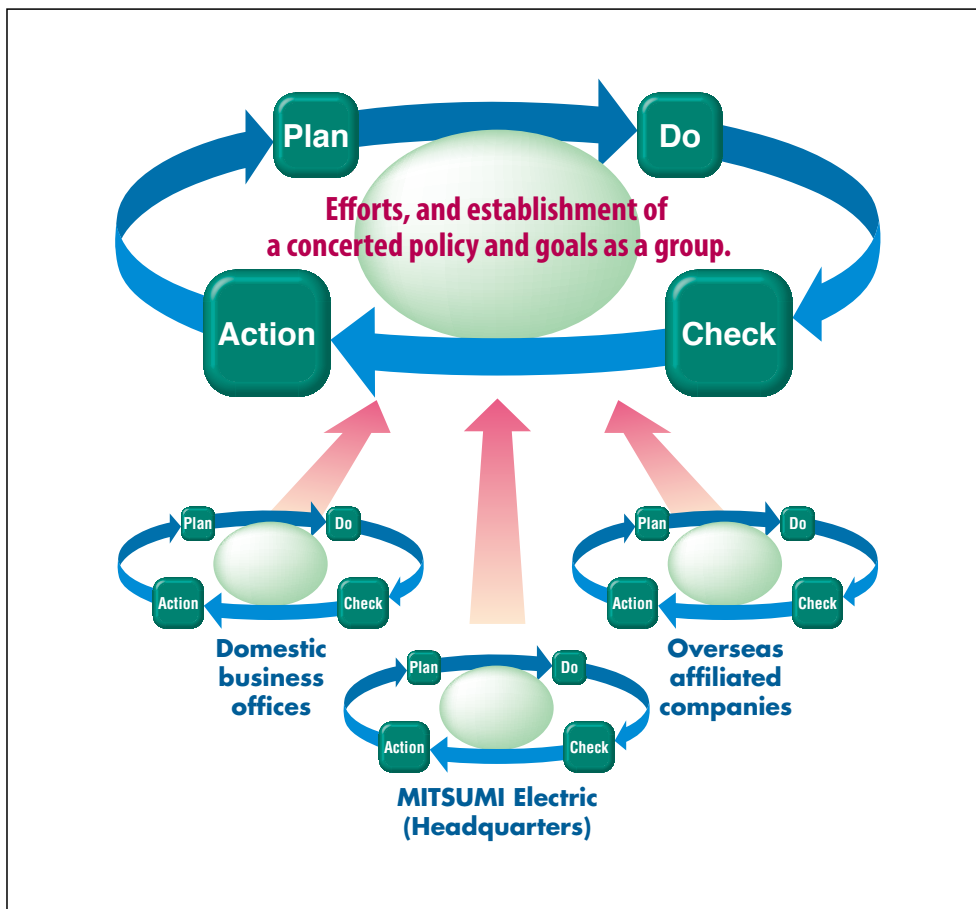 Plan
Do
Efforts, and establishment of
a concerted policy and goals as a group.
Action
Check
Plan
Do
Action
Check
Domestic
business
offices
Plan
Do
Action
Check
MITSUMI Electric
(Headquarters)
Plan
Do
Action
Check
Overseas
affiliated
companies